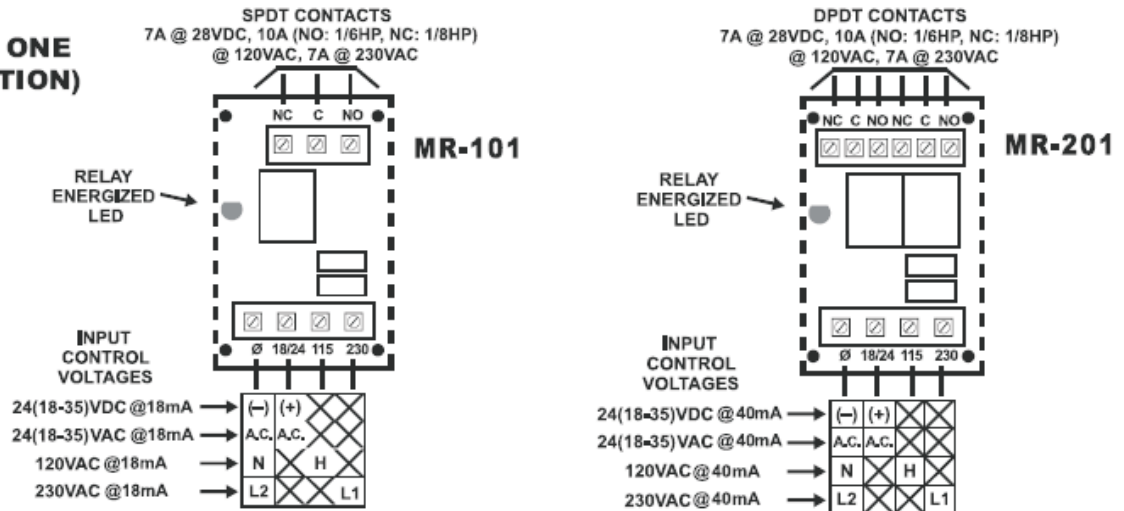 ONE
TION)
SPDT CONTACTS
7A @ 28VDC, 10A (NO: 1/6HP, NC: 1/8HP)
@ 120VAC, 7A @ 230VAC
NC C NO
MR-101
RELAY
ENERGIZED
LED
Ø 18/24 115 230
INPUT
CONTROL
VOLTAGES
24(18-35)VDC @18mA (–) (+)
24(18-35)VAC @18mA A.C. A.C.
120VAC @18mA N H
230VAC @18mA L2 L1
DPDT CONTACTS
7A @ 28VDC, 10A (NO: 1/6HP, NC: 1/8HP)
@ 120VAC, 7A @ 230VAC
NC C NO NC C NO
MR-201
RELAY
ENERGIZED
LED
Ø 18/24 115 230
INPUT
CONTROL
VOLTAGES
24(18-35)VDC @40mA (–) (+)
24(18-35)VAC @40mA A.C. A.C.
120VAC @40mA N H
230VAC @40mA L2 L1